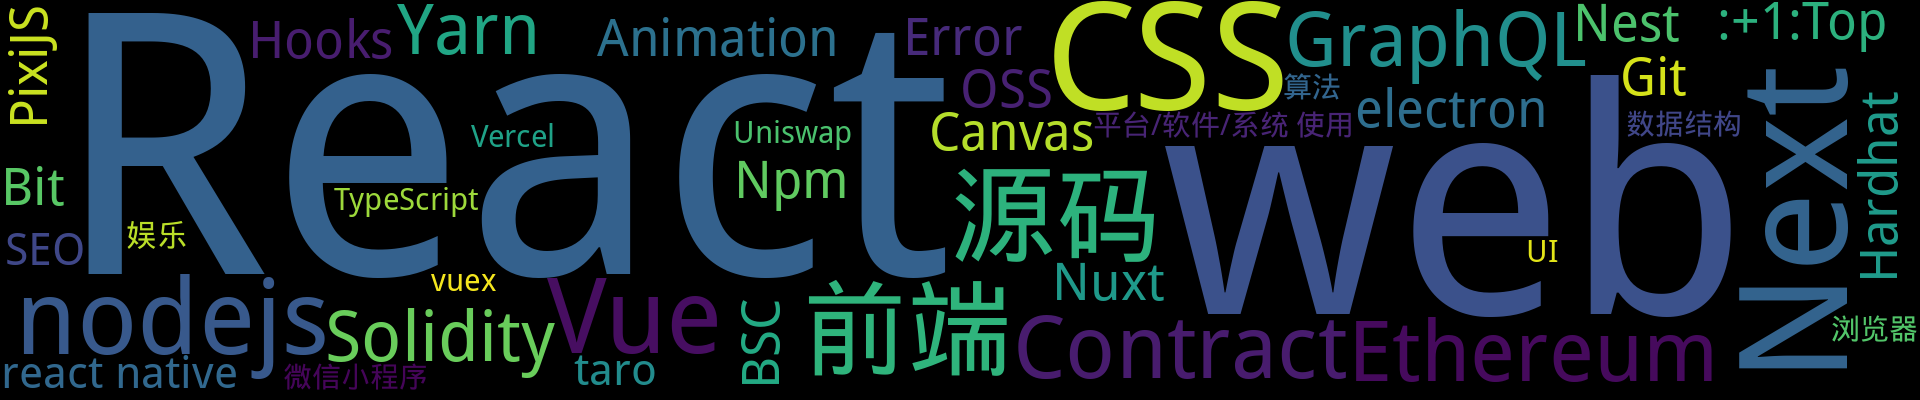 PixiJS
React
Hooks
Yarn
Animation
Error
CSS
GraphQL
Nest
:+1:Top
OSS
算法
Git
Next
electron
Hardhat
Vercel
Uniswap
Canvas
平台/软件/系统 使用
数据结构
web
Bit
TypeScript
Npm
源码
SEO
娱乐
UI
nodejs
vuex
Vue
Nuxt
Solidity
BSC
前端
Contract
Ethereum
浏览器
react native
微信小程序
taro